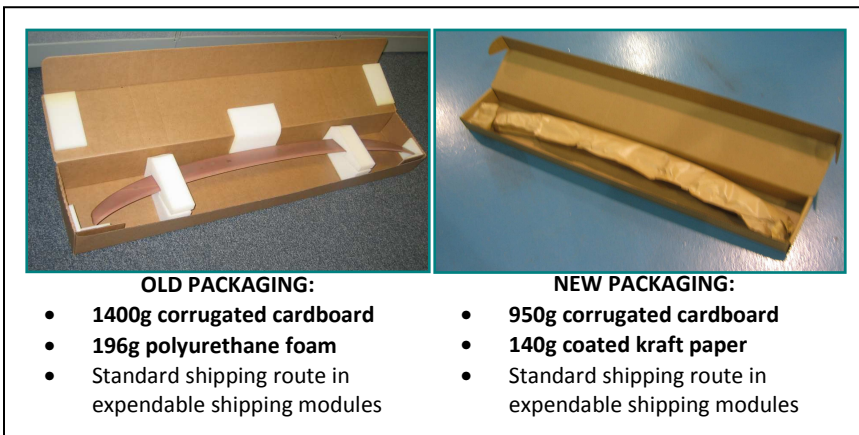 OLD PACKAGING:
• 1400g corrugated cardboard
• 196g polyurethane foam
• Standard shipping route in
expendable shipping modules
NEW PACKAGING:
• 950g corrugated cardboard
• 140g coated kraft paper
• Standard shipping route in
expendable shipping modules